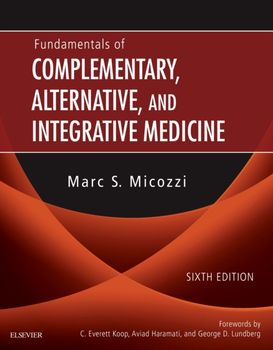 Fundamentals of
COMPLEMENTARY,
ALTERNATIVE, AND
INTEGRATIVE MEDICINE
Marc S. Micozzi
SIXTH EDITION
ELSEVIER
Forewords by
C. Everett Koop, Aviad Haramati, and George D. Lundberg